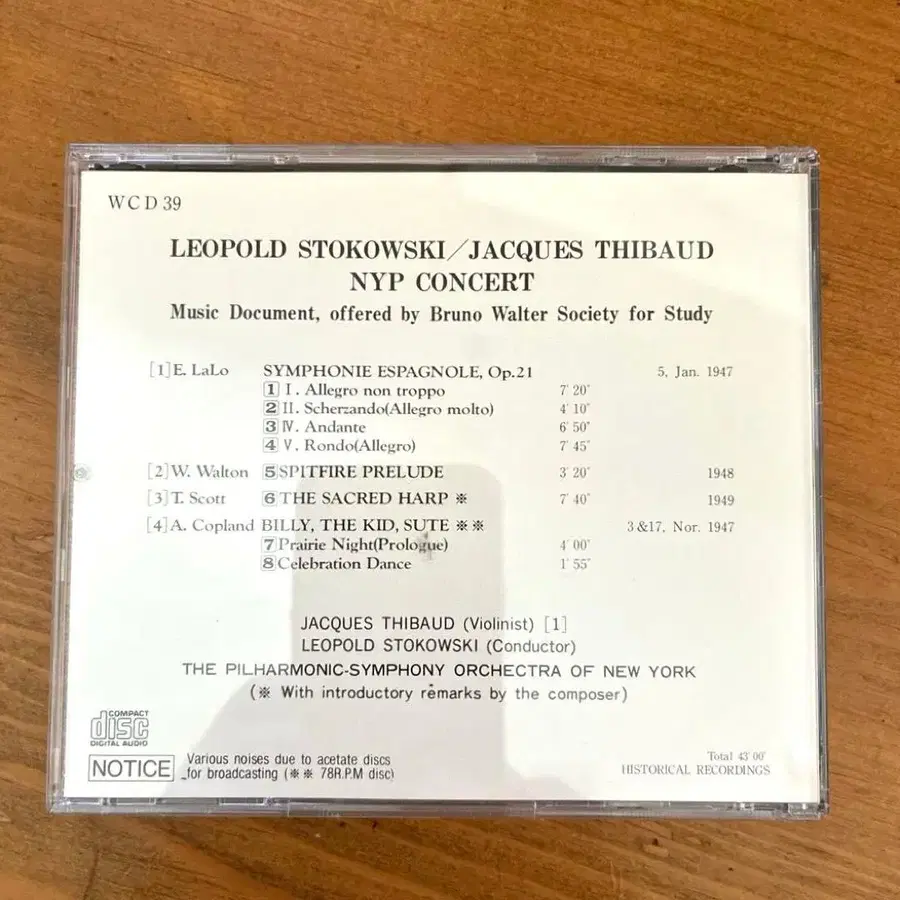 WCD 39
LEOPOLD STOKOWSKI/JACQUES THIBAUD
NYP CONCERT
Music Document, offered by Bruno Walter Society for Study
[1]E. LaLo SYMPHONIE ESPAGNOLE, Op.21 5, Jan. 1947
1 I. Allegro non troppo 7' 20"
2 II. Scherzando(Allegro molto) 4' 10"
3 IV. Andante 6' 50"
4 V. Rondo(Allegro) 7' 45"
[2]W. Walton 5 SPITFIRE PRELUDE 3' 20" 1948
[3]T. Scott 6 THE SACRED HARP ※ 7' 40" 1949
[4]A. Copland BILLY, THE KID, SUTE ※※ 3&17, Nor. 1947
7 Prairie Night(Prologue) 4' 00"
8 Celebration Dance 1' 55"
JACQUES THIBAUD (Violinist) [1]
LEOPOLD STOKOWSKI (Conductor)
THE PILHARMONIC-SYMPHONY ORCHESTRA OF NEW YORK
(※ With introductory remarks by the composer)
COMPACT
disc
DIGITAL AUDIO
NOTICE
Various noises due to acetate discs
for broadcasting (※※ 78R.P.M disc)
Total 43' 00"
HISTORICAL RECORDINGS